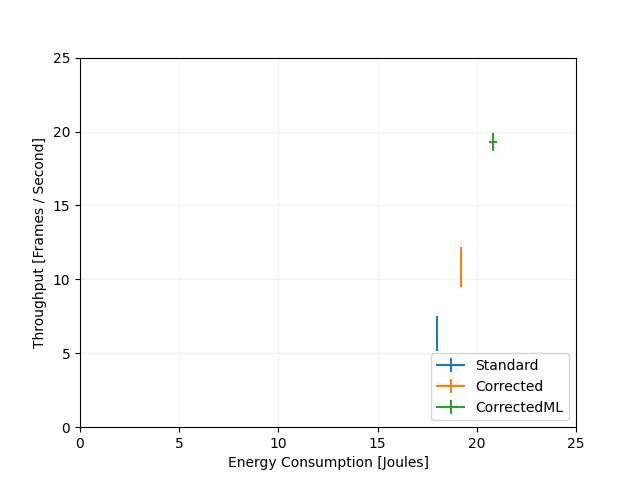 25
20
15
10
5
0
Throughput [Frames / Second]
Standard
Corrected
CorrectedML
0 5 10 15 20 25
Energy Consumption [Joules]